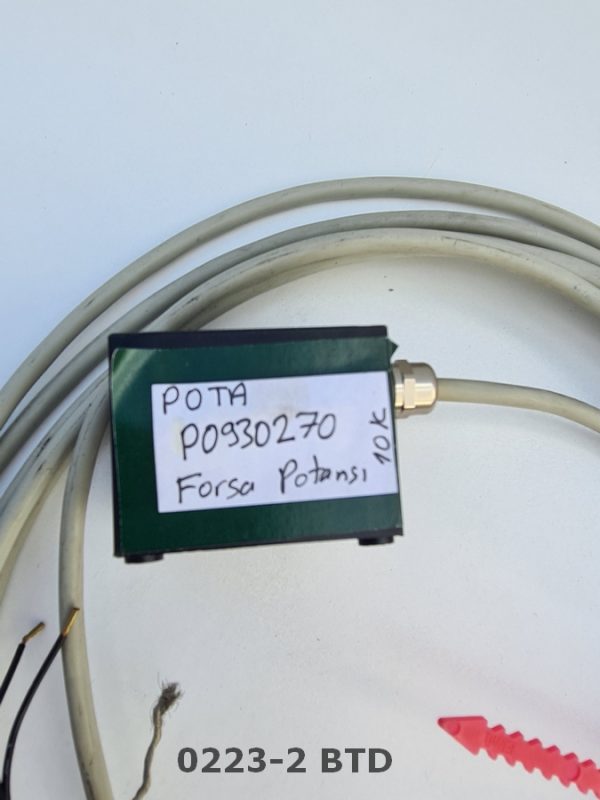 POTA
P0930270
Forsa Potansı
10K
0223-2 BTD